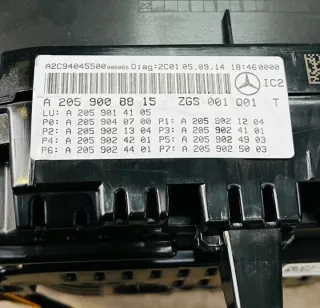 A2C94045500 Diag:2C01 05.09.14 18:46
IC2
A 205 900 88 15 ZGS 001 Q01 T
LU: A 205 901 41 05
P0: A 205 904 07 00 P1: A 205 902 12 04
P2: A 205 902 13 04 P3: A 205 902 41 01
P4: A 205 902 42 01 P5: A 205 902 49 03
P6: A 205 902 44 01 P7: A 205 902 50 03